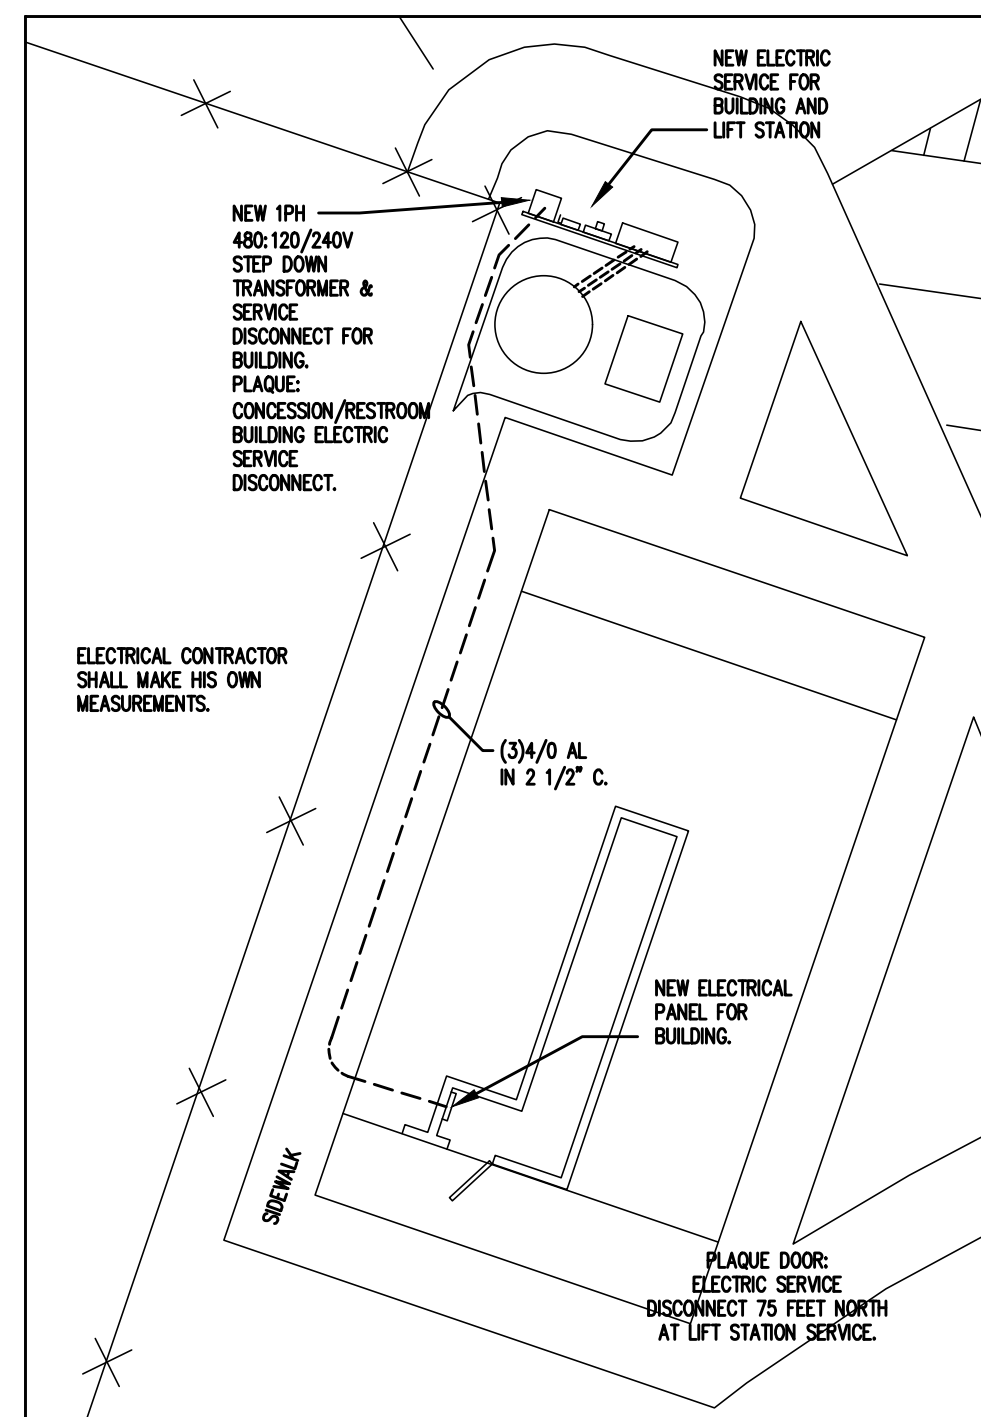 NEW ELECTRIC
SERVICE FOR
BUILDING AND
LIFT STATION
NEW 1PH
480:120/240V
STEP DOWN
TRANSFORMER &
SERVICE
DISCONNECT FOR
BUILDING.
PLAQUE:
CONCESSION/RESTROOM
BUILDING ELECTRIC
SERVICE
DISCONNECT.
ELECTRICAL CONTRACTOR
SHALL MAKE HIS OWN
MEASUREMENTS.
(3)4/0 AL
IN 2 1/2" C.
NEW ELECTRICAL
PANEL FOR
BUILDING.
SIDEWALK
PLAQUE DOOR:
ELECTRIC SERVICE
DISCONNECT 75 FEET NORTH
AT LIFT STATION SERVICE.